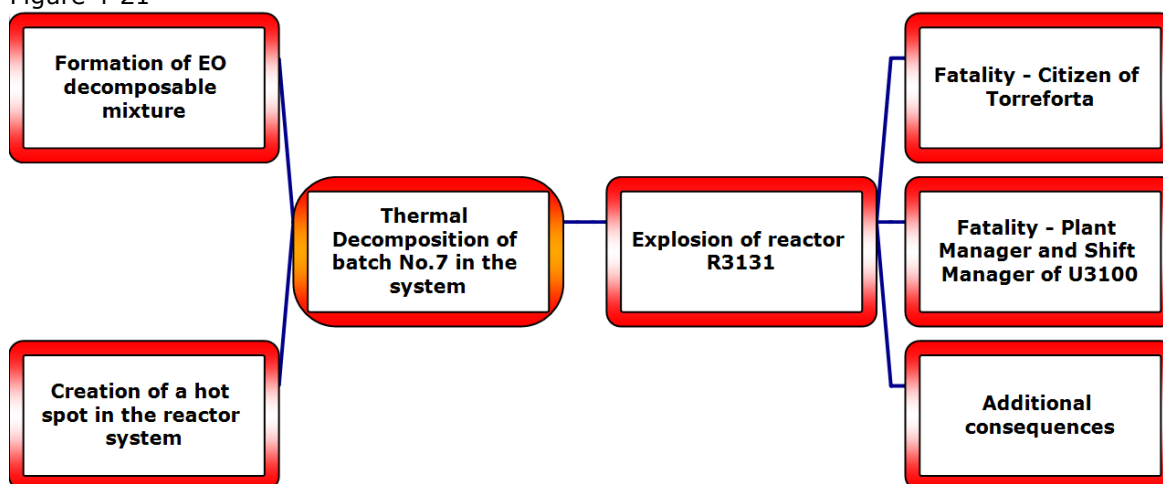 Figure
Formation of EO
decomposable
mixture
Creation of a hot
spot in the reactor
system
Thermal
Decomposition of
batch No.7 in the
system
Explosion of reactor
R3131
Fatality - Citizen of
Torreforta
Fatality - Plant
Manager and Shift
Manager of U3100
Additional
consequences